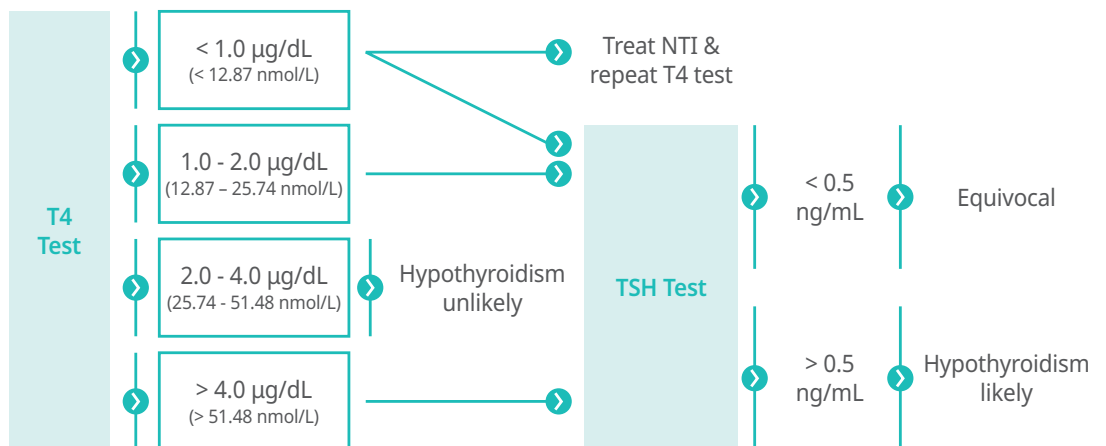 T4
Test
< 1.0 µg/dL
(< 12.87 nmol/L)
Treat NTI &
repeat T4 test
1.0 - 2.0 µg/dL
(12.87 – 25.74 nmol/L)
2.0 - 4.0 µg/dL
(25.74 - 51.48 nmol/L)
Hypothyroidism
unlikely
> 4.0 µg/dL
(> 51.48 nmol/L)
TSH Test
< 0.5
ng/mL
Equivocal
> 0.5
ng/mL
Hypothyroidism
likely